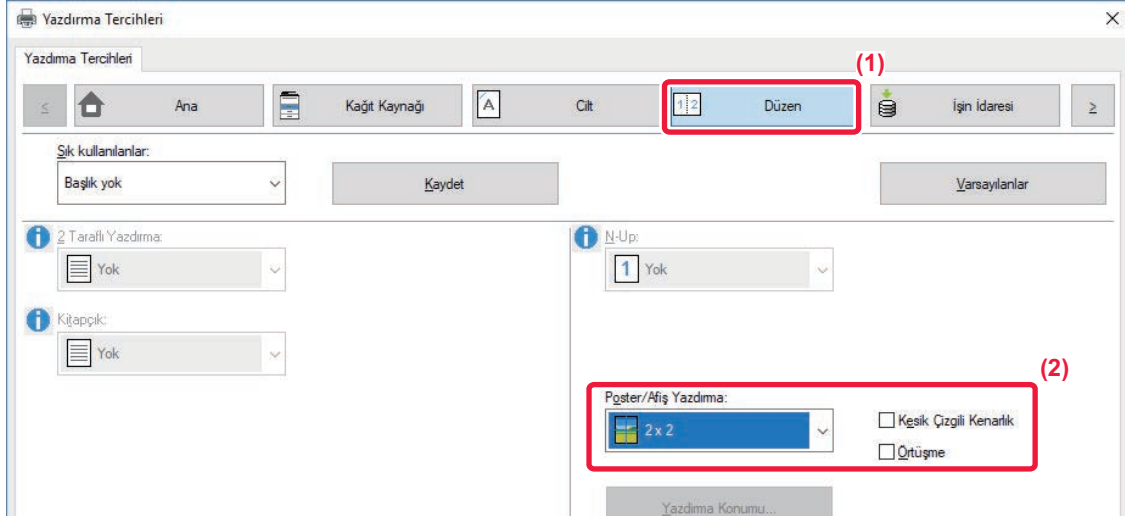 Yazdırma Tercihleri
Yazdırma Tercihleri
(1)
<
Ana
Kağıt Kaynağı
A
Cilt
1 2
Düzen
İşin İdaresi
>
Sık kullanılanlar:
Başlık yok
Kaydet
Varsayılanlar
2 Taraflı Yazdırma:
Yok
N-Up:
1 Yok
Kitapçık:
Yok
(2)
Poster/Afiş Yazdırma:
2 x 2
Kesik Çizgili Kenarlık
Örtüşme
Yazdırma Konumu...